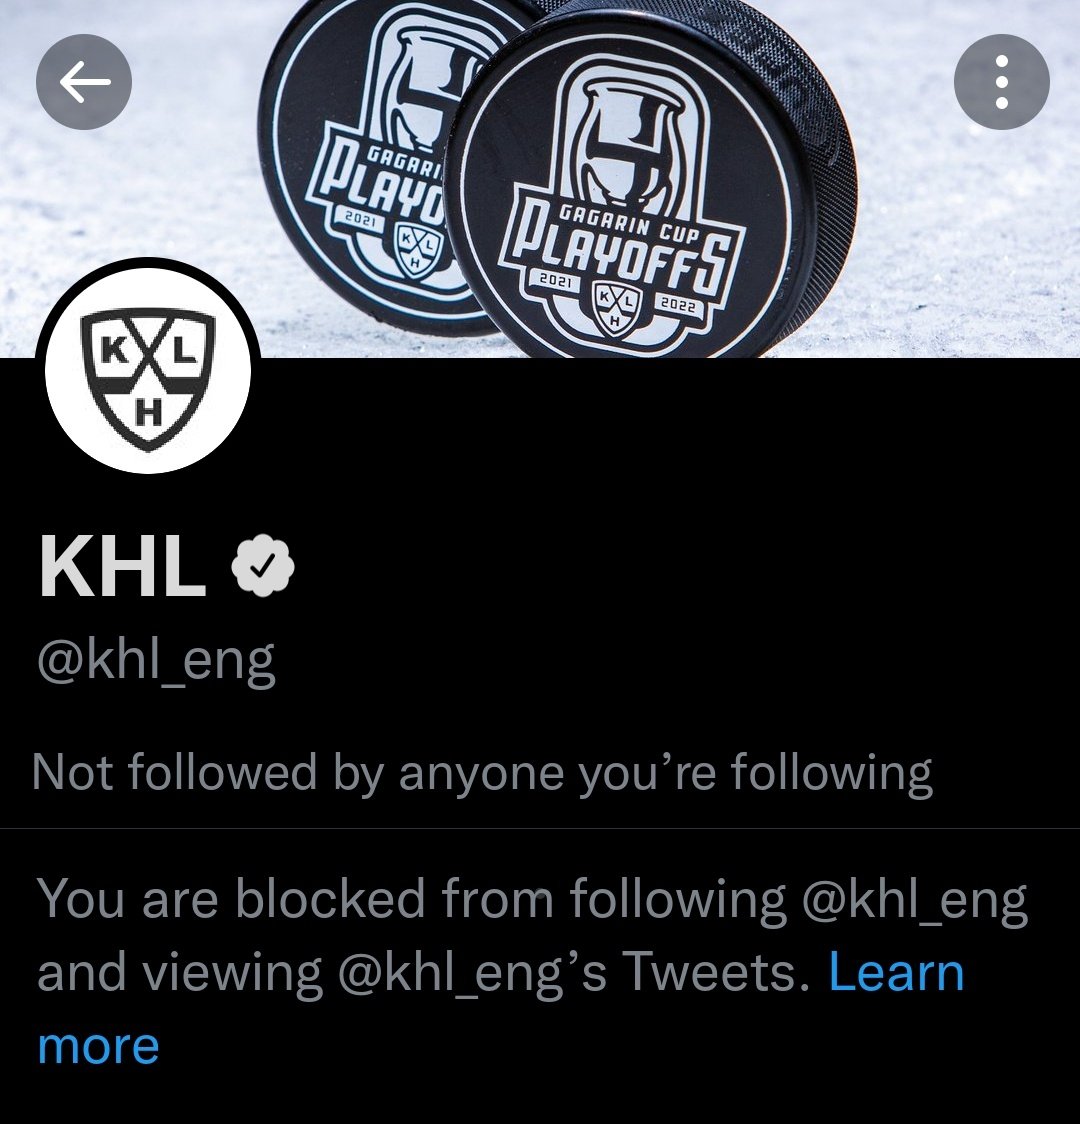 GAGARI
PLAYO
2021
K L
H
GAGARIN CUP
PLAYOFFS
2021
K L
H
2022
K L
H
KHL
@khl_eng
Not followed by anyone you’re following
You are blocked from following @khl_eng
and viewing @khl_eng’s Tweets. Learn
more